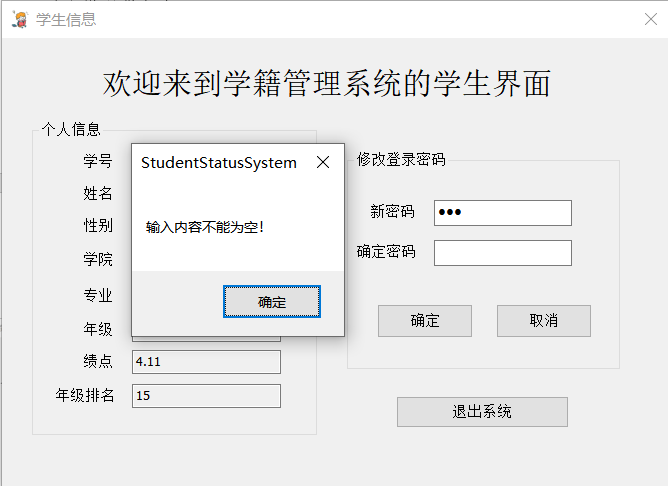 学生信息
欢迎来到学籍管理系统的学生界面
个人信息
学号
姓名
性别
学院
专业
年级
绩点 4.11
年级排名 15
StudentStatusSystem
输入内容不能为空!
确定
修改登录密码
新密码 •••
确定密码
确定 取消
退出系统